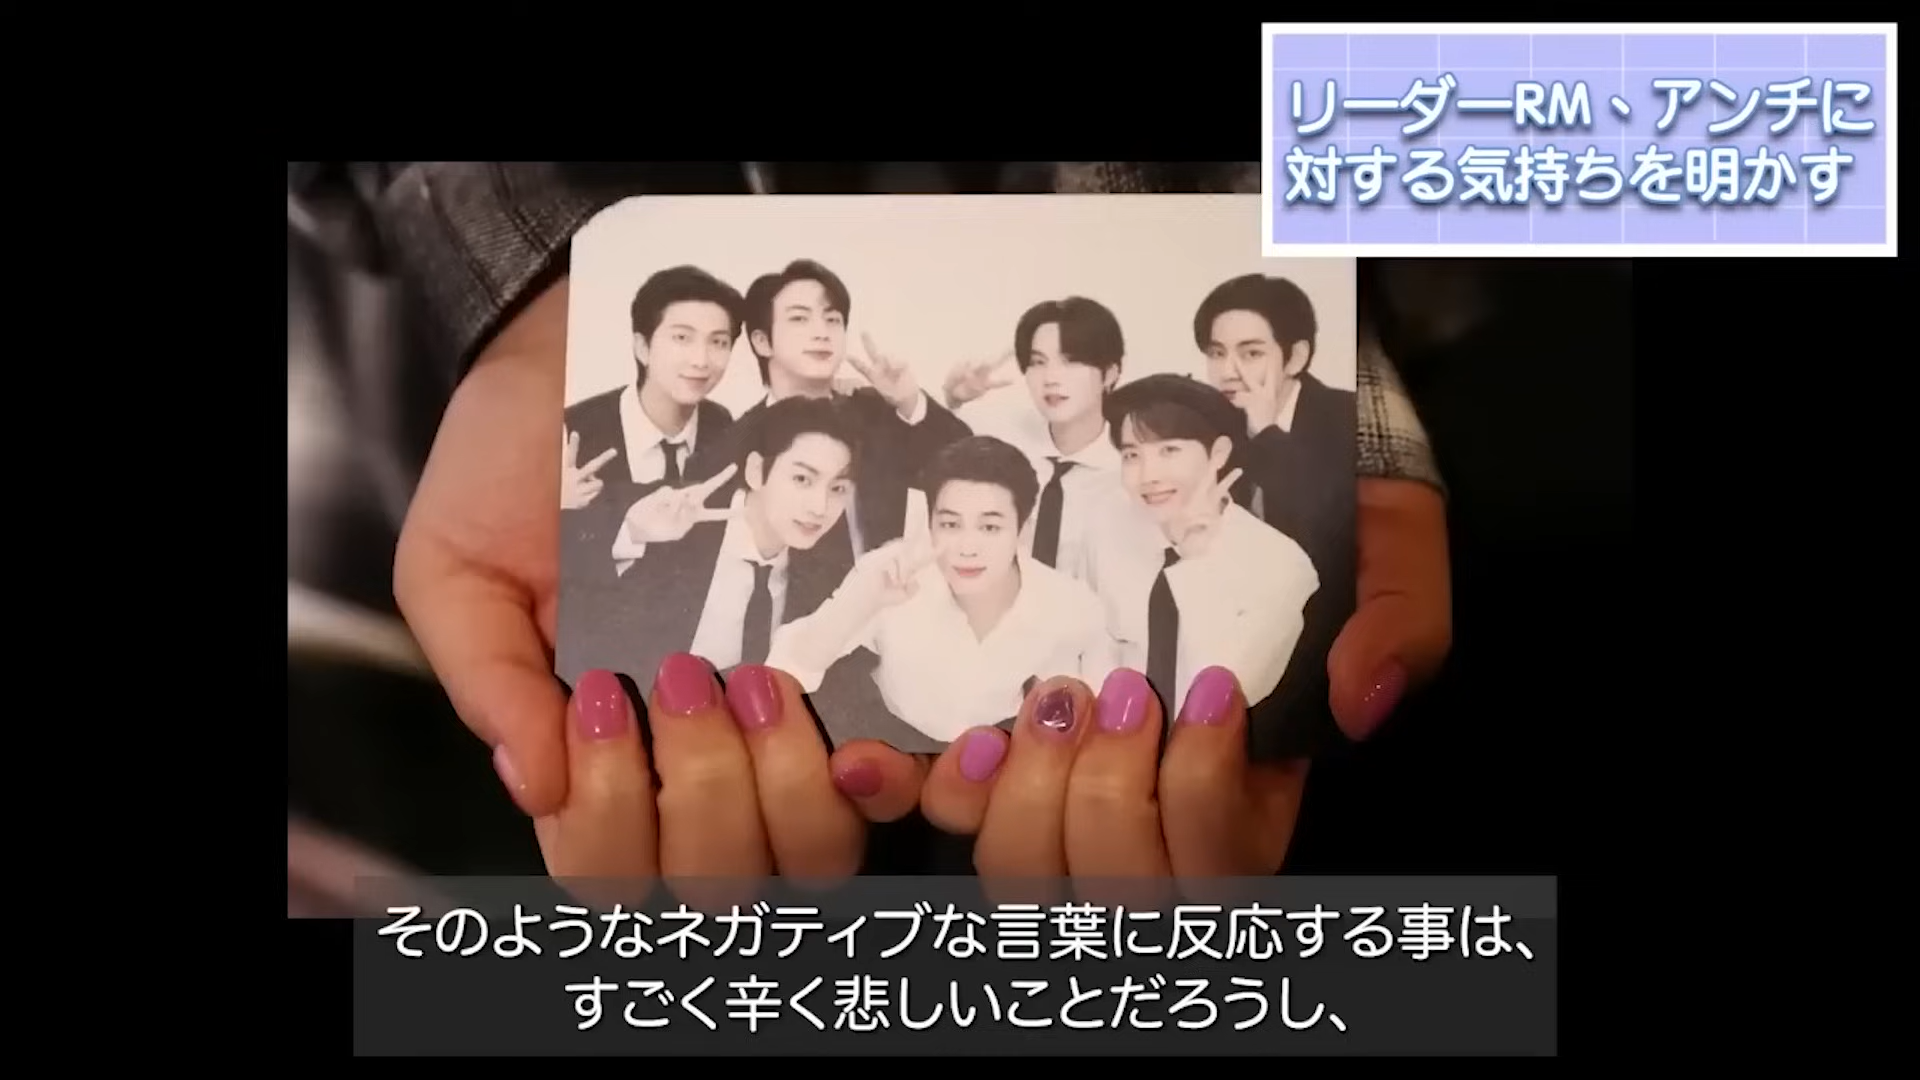 リーダーRM、アンチに
対する気持ちを明かす
そのようなネガティブな言葉に反応する事は、
すごく辛く悲しいことだろうし、